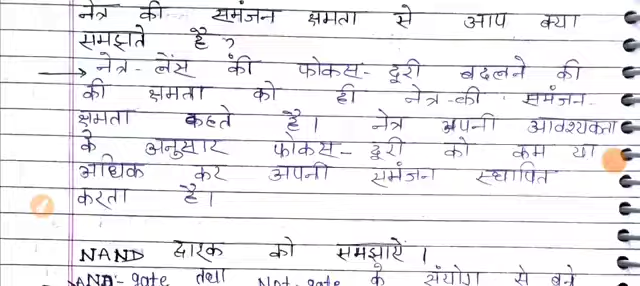 नेत्र की समंजन क्षमता से आप क्या
समझते हैं?
→ नेत्र-लेंस की फोकस-दूरी बदलने की
की क्षमता को ही नेत्र-की समंजन-
क्षमता कहते हैं। नेत्र अपनी आवश्यकता
के अनुसार फोकस-दूरी को कम या
अधिक कर अपनी समंजन स्थापित
करता है।
NAND द्वारक को समझायें।
AND-gate तथा Not-gate के संयोग से बने